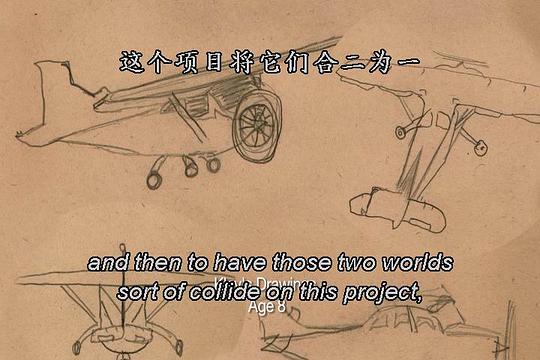 这个项目将它们合二为一
and then to have those two worlds
sort of collide on this project,
Age 8